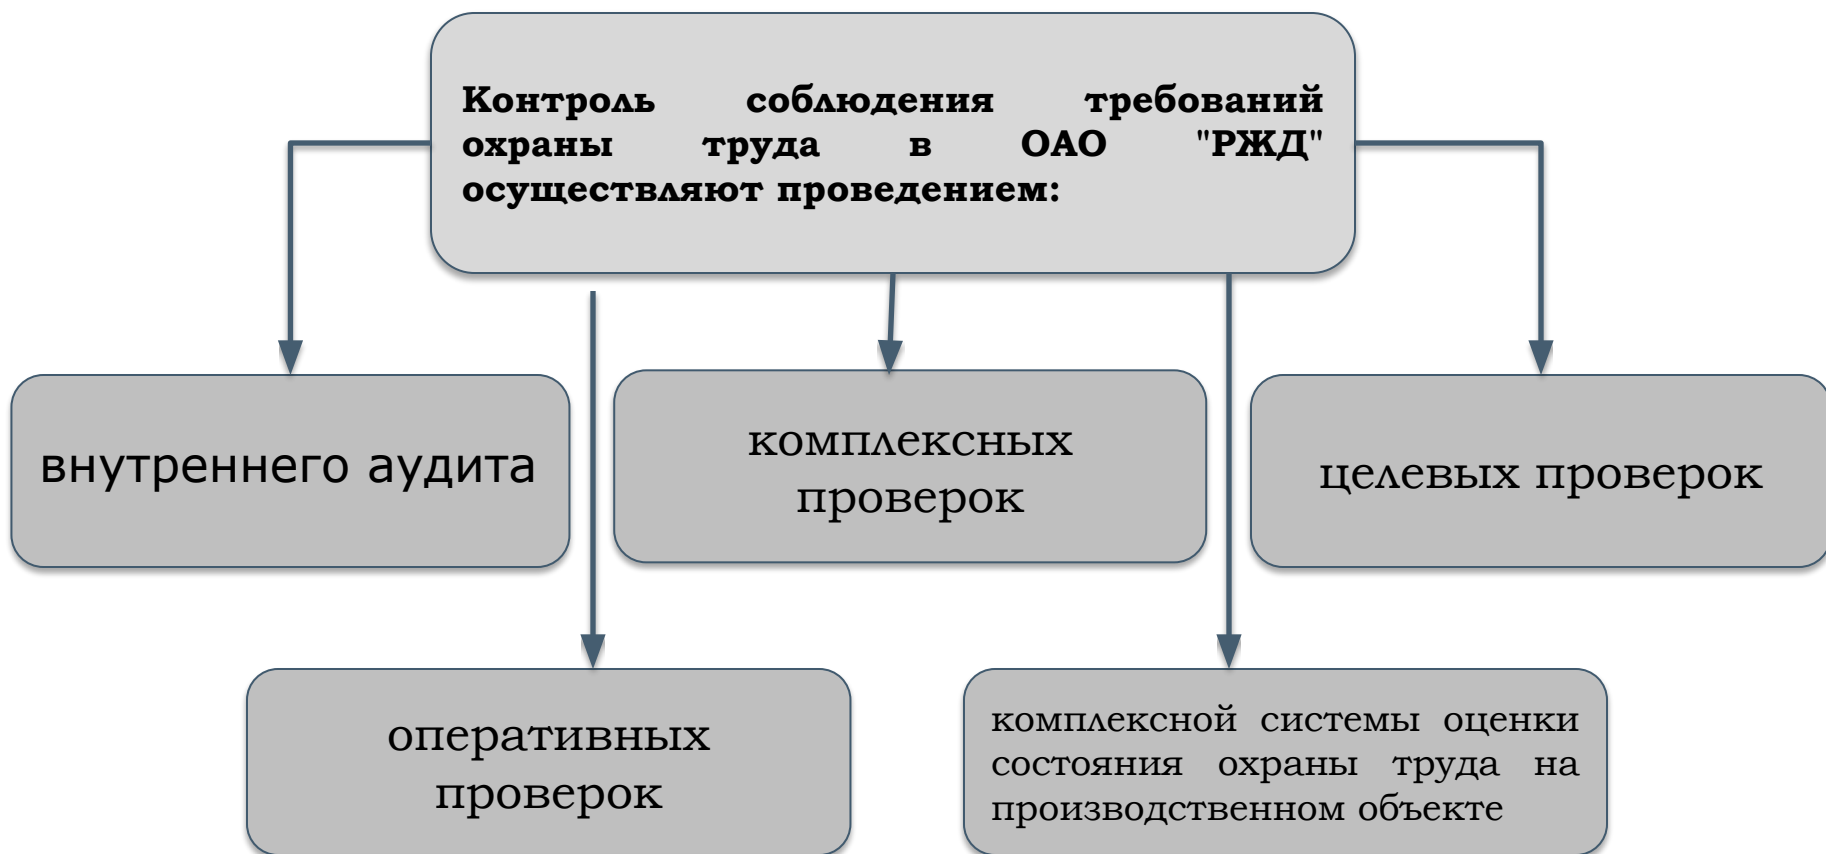 Контроль соблюдения требований
охраны труда в ОАО "РЖД"
осуществляют проведением:
внутреннего аудита
комплексных
проверок
целевых проверок
оперативных
проверок
комплексной системы оценки
состояния охраны труда на
производственном объекте